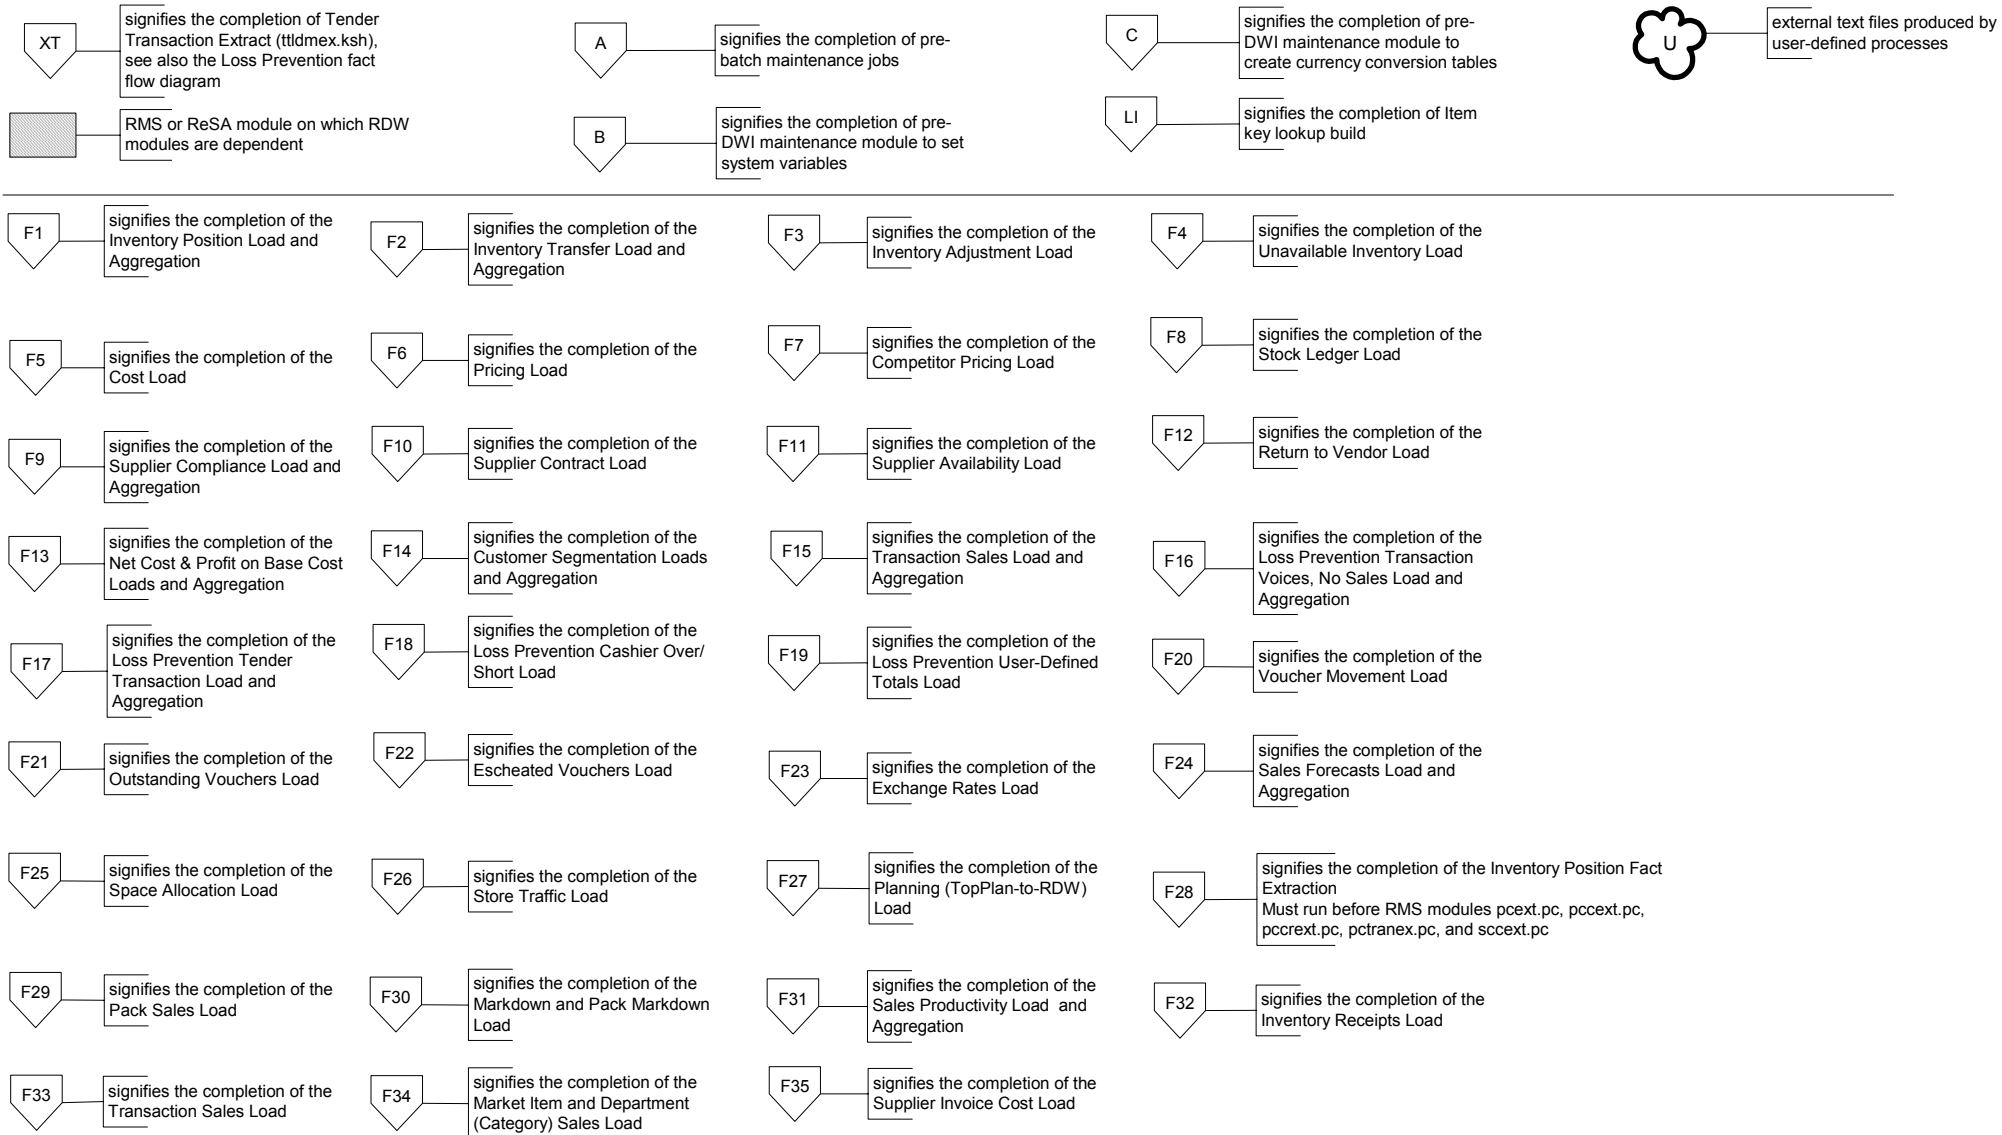 XT
signifies the completion of Tender
Transaction Extract (ttldmex.ksh),
see also the Loss Prevention fact
flow diagram
A
signifies the completion of pre-
batch maintenance jobs
C
signifies the completion of pre-
DWI maintenance module to
create currency conversion tables
U
external text files produced by
user-defined processes
RMS or ReSA module on which RDW
modules are dependent
B
signifies the completion of pre-
DWI maintenance module to set
system variables
LI
signifies the completion of Item
key lookup build
F1
signifies the completion of the
Inventory Position Load and
Aggregation
F2
signifies the completion of the
Inventory Transfer Load and
Aggregation
F3
signifies the completion of the
Inventory Adjustment Load
F4
signifies the completion of the
Unavailable Inventory Load
F5
signifies the completion of the
Cost Load
F6
signifies the completion of the
Pricing Load
F7
signifies the completion of the
Competitor Pricing Load
F8
signifies the completion of the
Stock Ledger Load
F9
signifies the completion of the
Supplier Compliance Load and
Aggregation
F10
signifies the completion of the
Supplier Contract Load
F11
signifies the completion of the
Supplier Availability Load
F12
signifies the completion of the
Return to Vendor Load
F13
signifies the completion of the
Net Cost & Profit on Base Cost
Loads and Aggregation
F14
signifies the completion of the
Customer Segmentation Loads
and Aggregation
F15
signifies the completion of the
Transaction Sales Load and
Aggregation
F16
signifies the completion of the
Loss Prevention Transaction
Voices, No Sales Load and
Aggregation
F17
signifies the completion of the
Loss Prevention Tender
Transaction Load and
Aggregation
F18
signifies the completion of the
Loss Prevention Cashier Over/
Short Load
F19
signifies the completion of the
Loss Prevention User-Defined
Totals Load
F20
signifies the completion of the
Voucher Movement Load
F21
signifies the completion of the
Outstanding Vouchers Load
F22
signifies the completion of the
Escheated Vouchers Load
F23
signifies the completion of the
Exchange Rates Load
F24
signifies the completion of the
Sales Forecasts Load and
Aggregation
F25
signifies the completion of the
Space Allocation Load
F26
signifies the completion of the
Store Traffic Load
F27
signifies the completion of the
Planning (TopPlan-to-RDW)
Load
F28
signifies the completion of the Inventory Position Fact
Extraction
Must run before RMS modules pcext.pc, pccext.pc,
pccrext.pc, pctranex.pc, and sccext.pc
F29
signifies the completion of the
Pack Sales Load
F30
signifies the completion of the
Markdown and Pack Markdown
Load
F31
signifies the completion of the
Sales Productivity Load and
Aggregation
F32
signifies the completion of the
Inventory Receipts Load
F33
signifies the completion of the
Transaction Sales Load
F34
signifies the completion of the
Market Item and Department
(Category) Sales Load
F35
signifies the completion of the
Supplier Invoice Cost Load